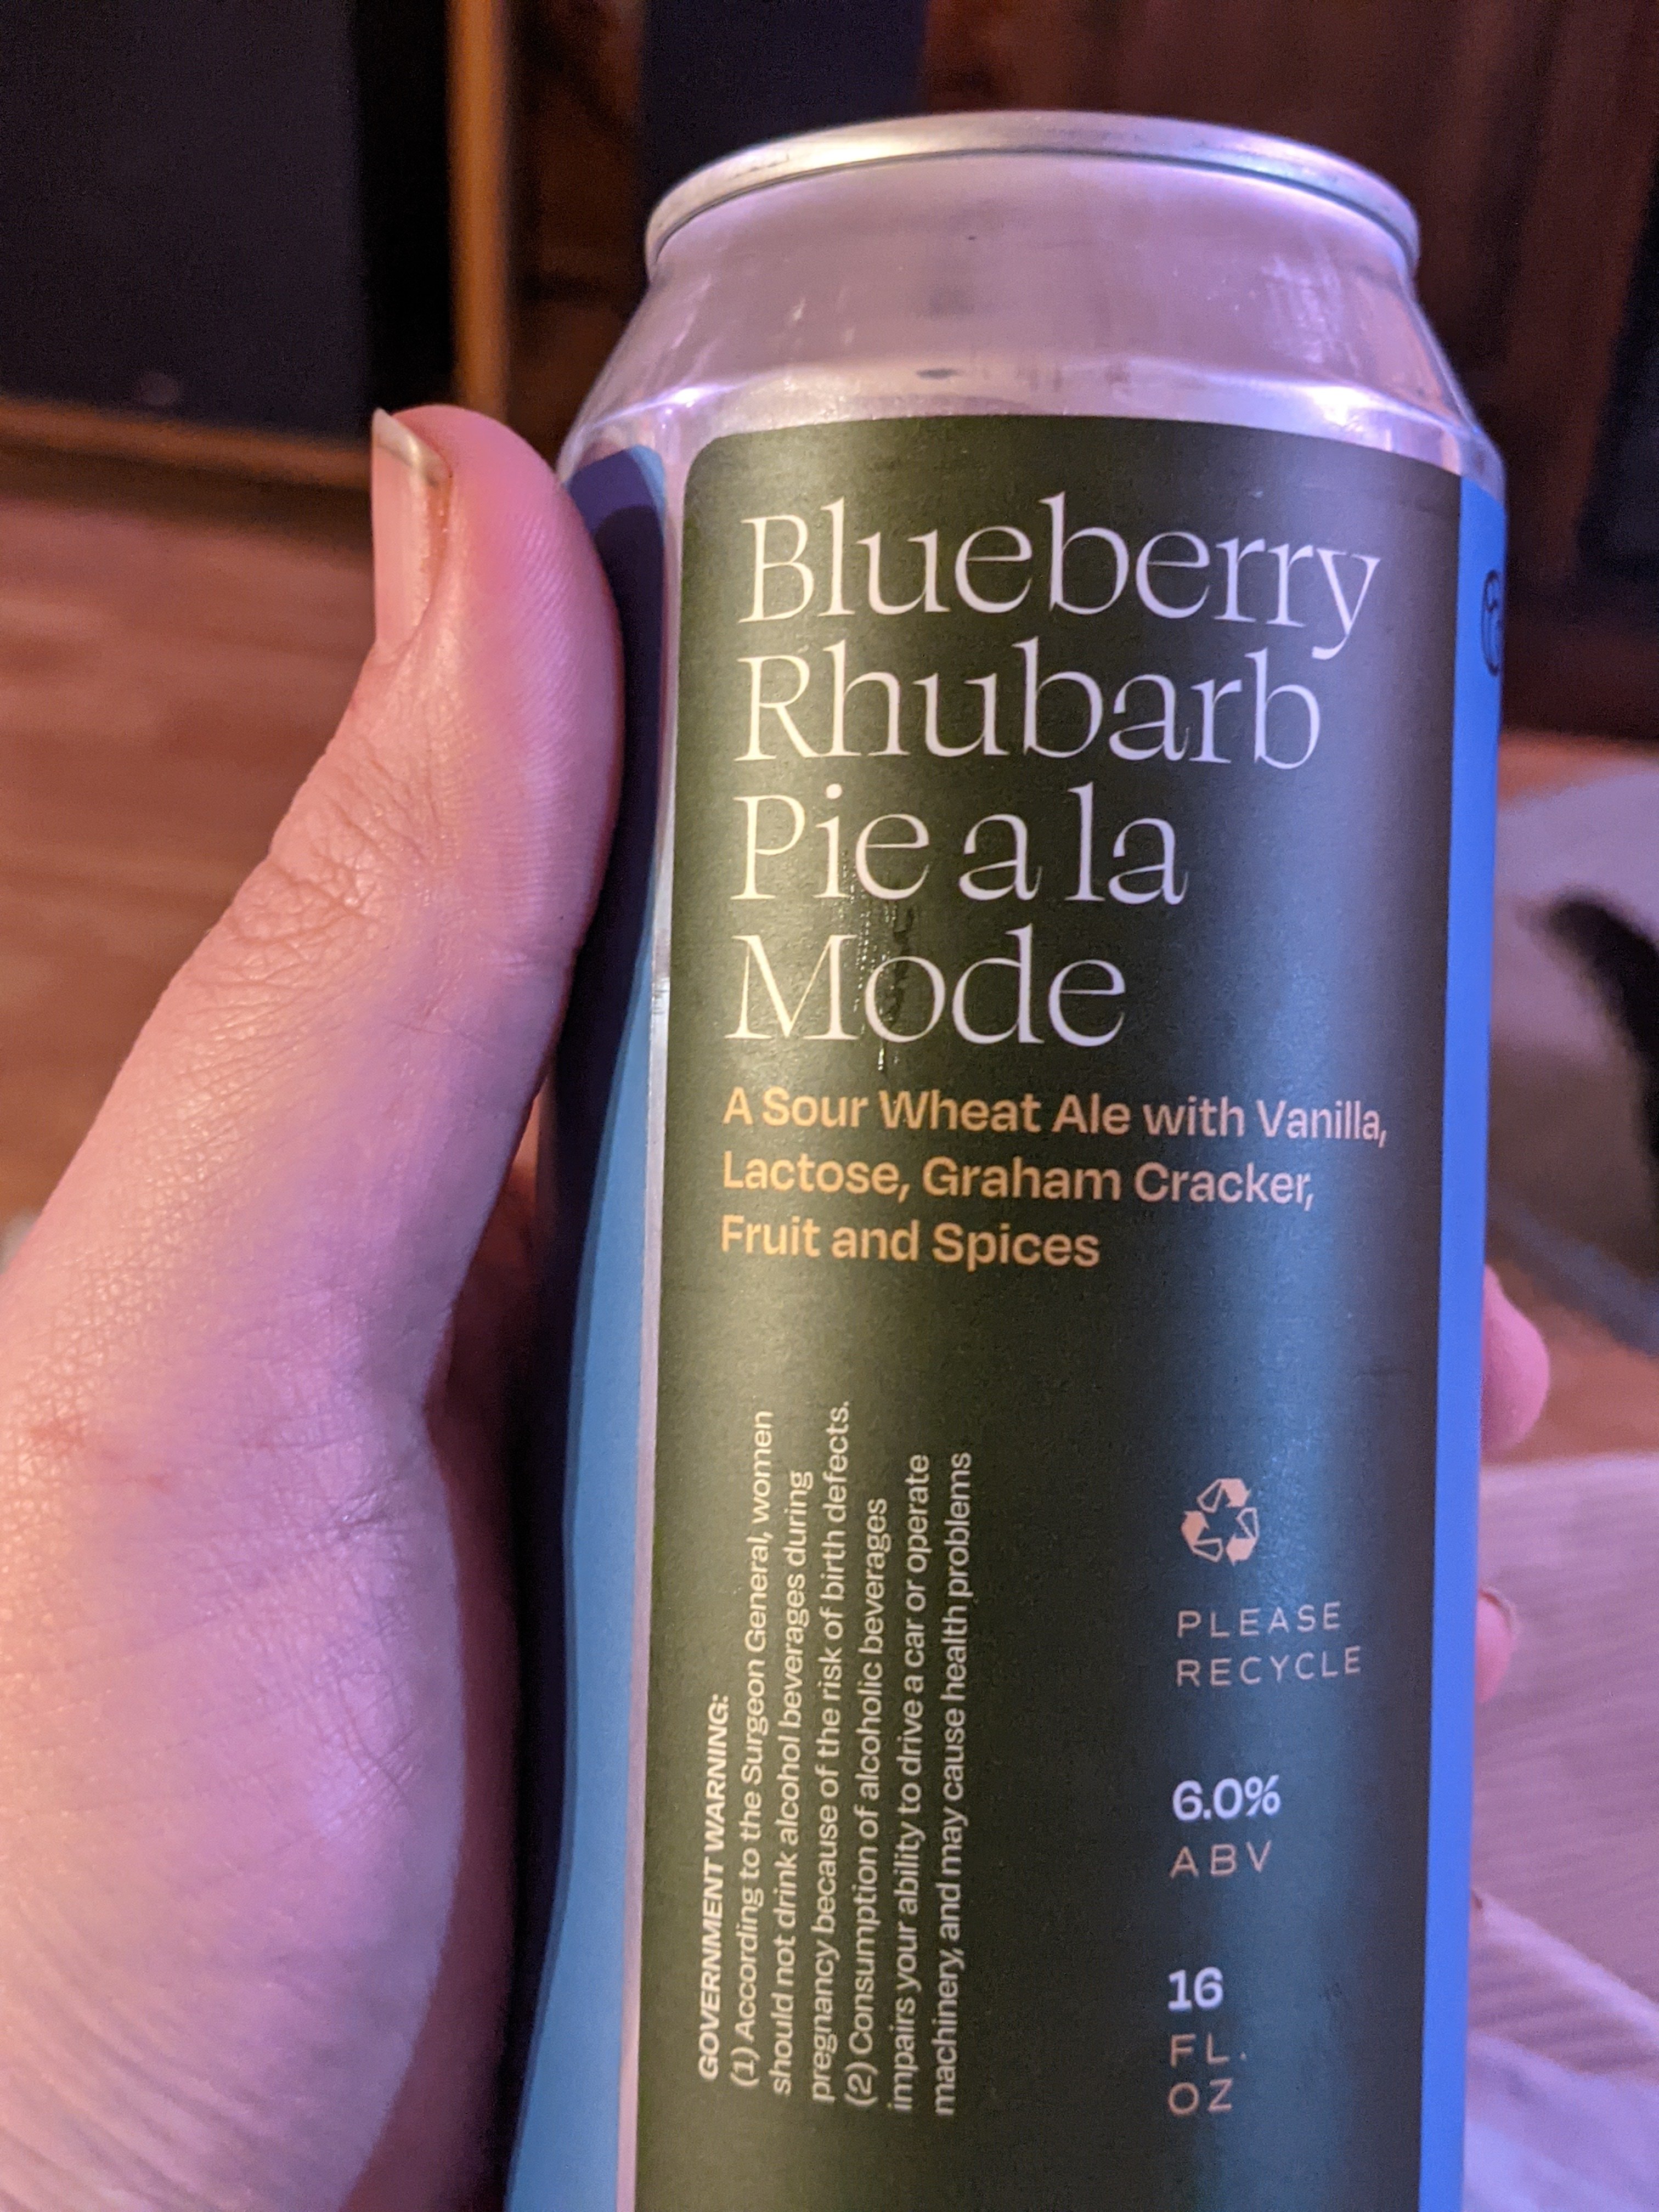 Blueberry
Rhubarb
Pie a la
Mode
A Sour Wheat Ale with Vanilla,
Lactose, Graham Cracker,
Fruit and Spices
GOVERNMENT WARNING:
(1) According to the Surgeon General, women
should not drink alcohol beverages during
pregnancy because of the risk of birth defects.
(2) Consumption of alcoholic beverages
impairs your ability to drive a car or operate
machinery, and may cause health problems
PLEASE
RECYCLE
6.0%
ABV
16
FL.
OZ